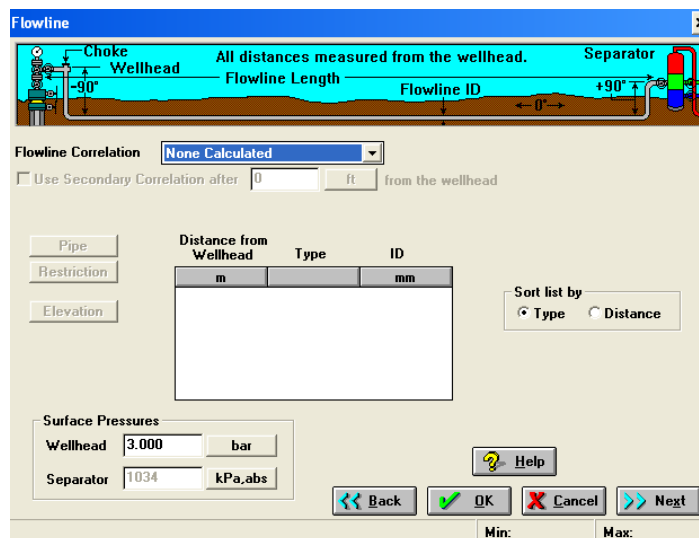 Flowline
Choke
All distances measured from the wellhead.
Separator
Wellhead
Flowline Length
-90°
Flowline ID
+90°
0°
Flowline Correlation
None Calculated
Use Secondary Correlation after 0 ft from the wellhead
Pipe
Restriction
Elevation
Distance from Wellhead Type ID
m mm
Sort list by
Type Distance
Surface Pressures
Wellhead 3.000 bar
Separator 1034 kPa,abs
Help
Back OK Cancel Next
Min: Max: